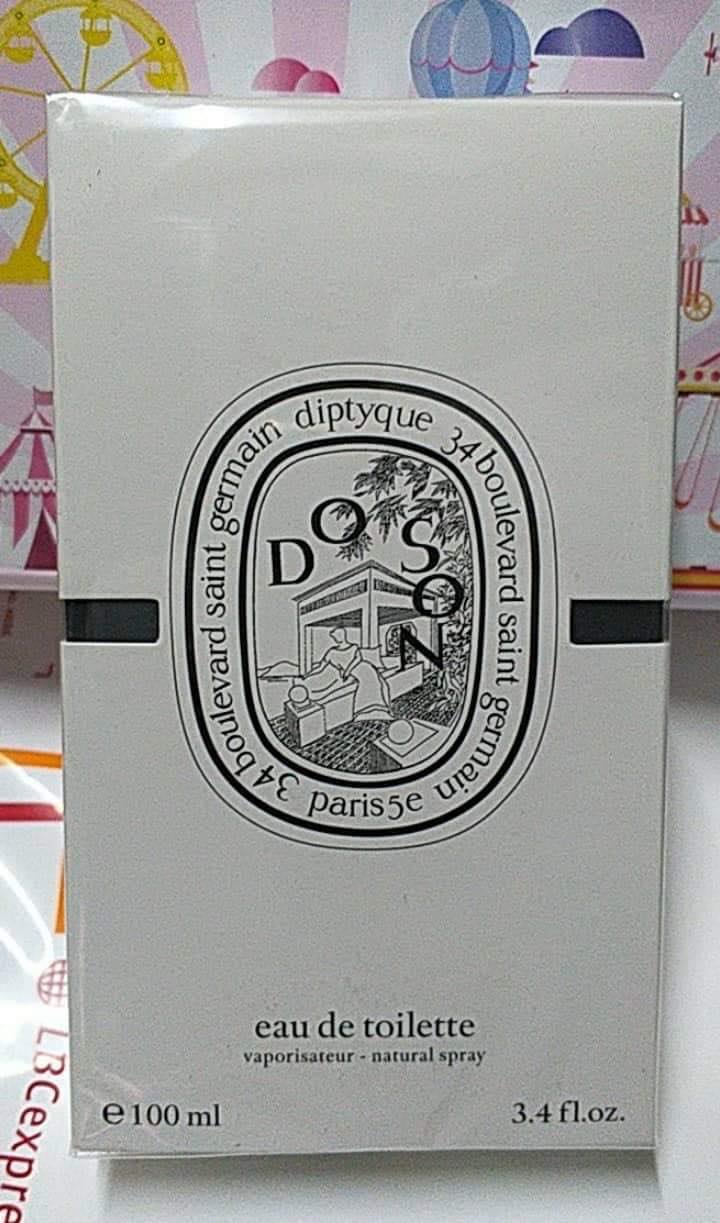 diptyque 34 boulevard saint germain paris5e 34 boulevard saint germain
DO SON
eau de toilette
vaporisateur - natural spray
e 100 ml
3.4 fl.oz.
LBCexpre